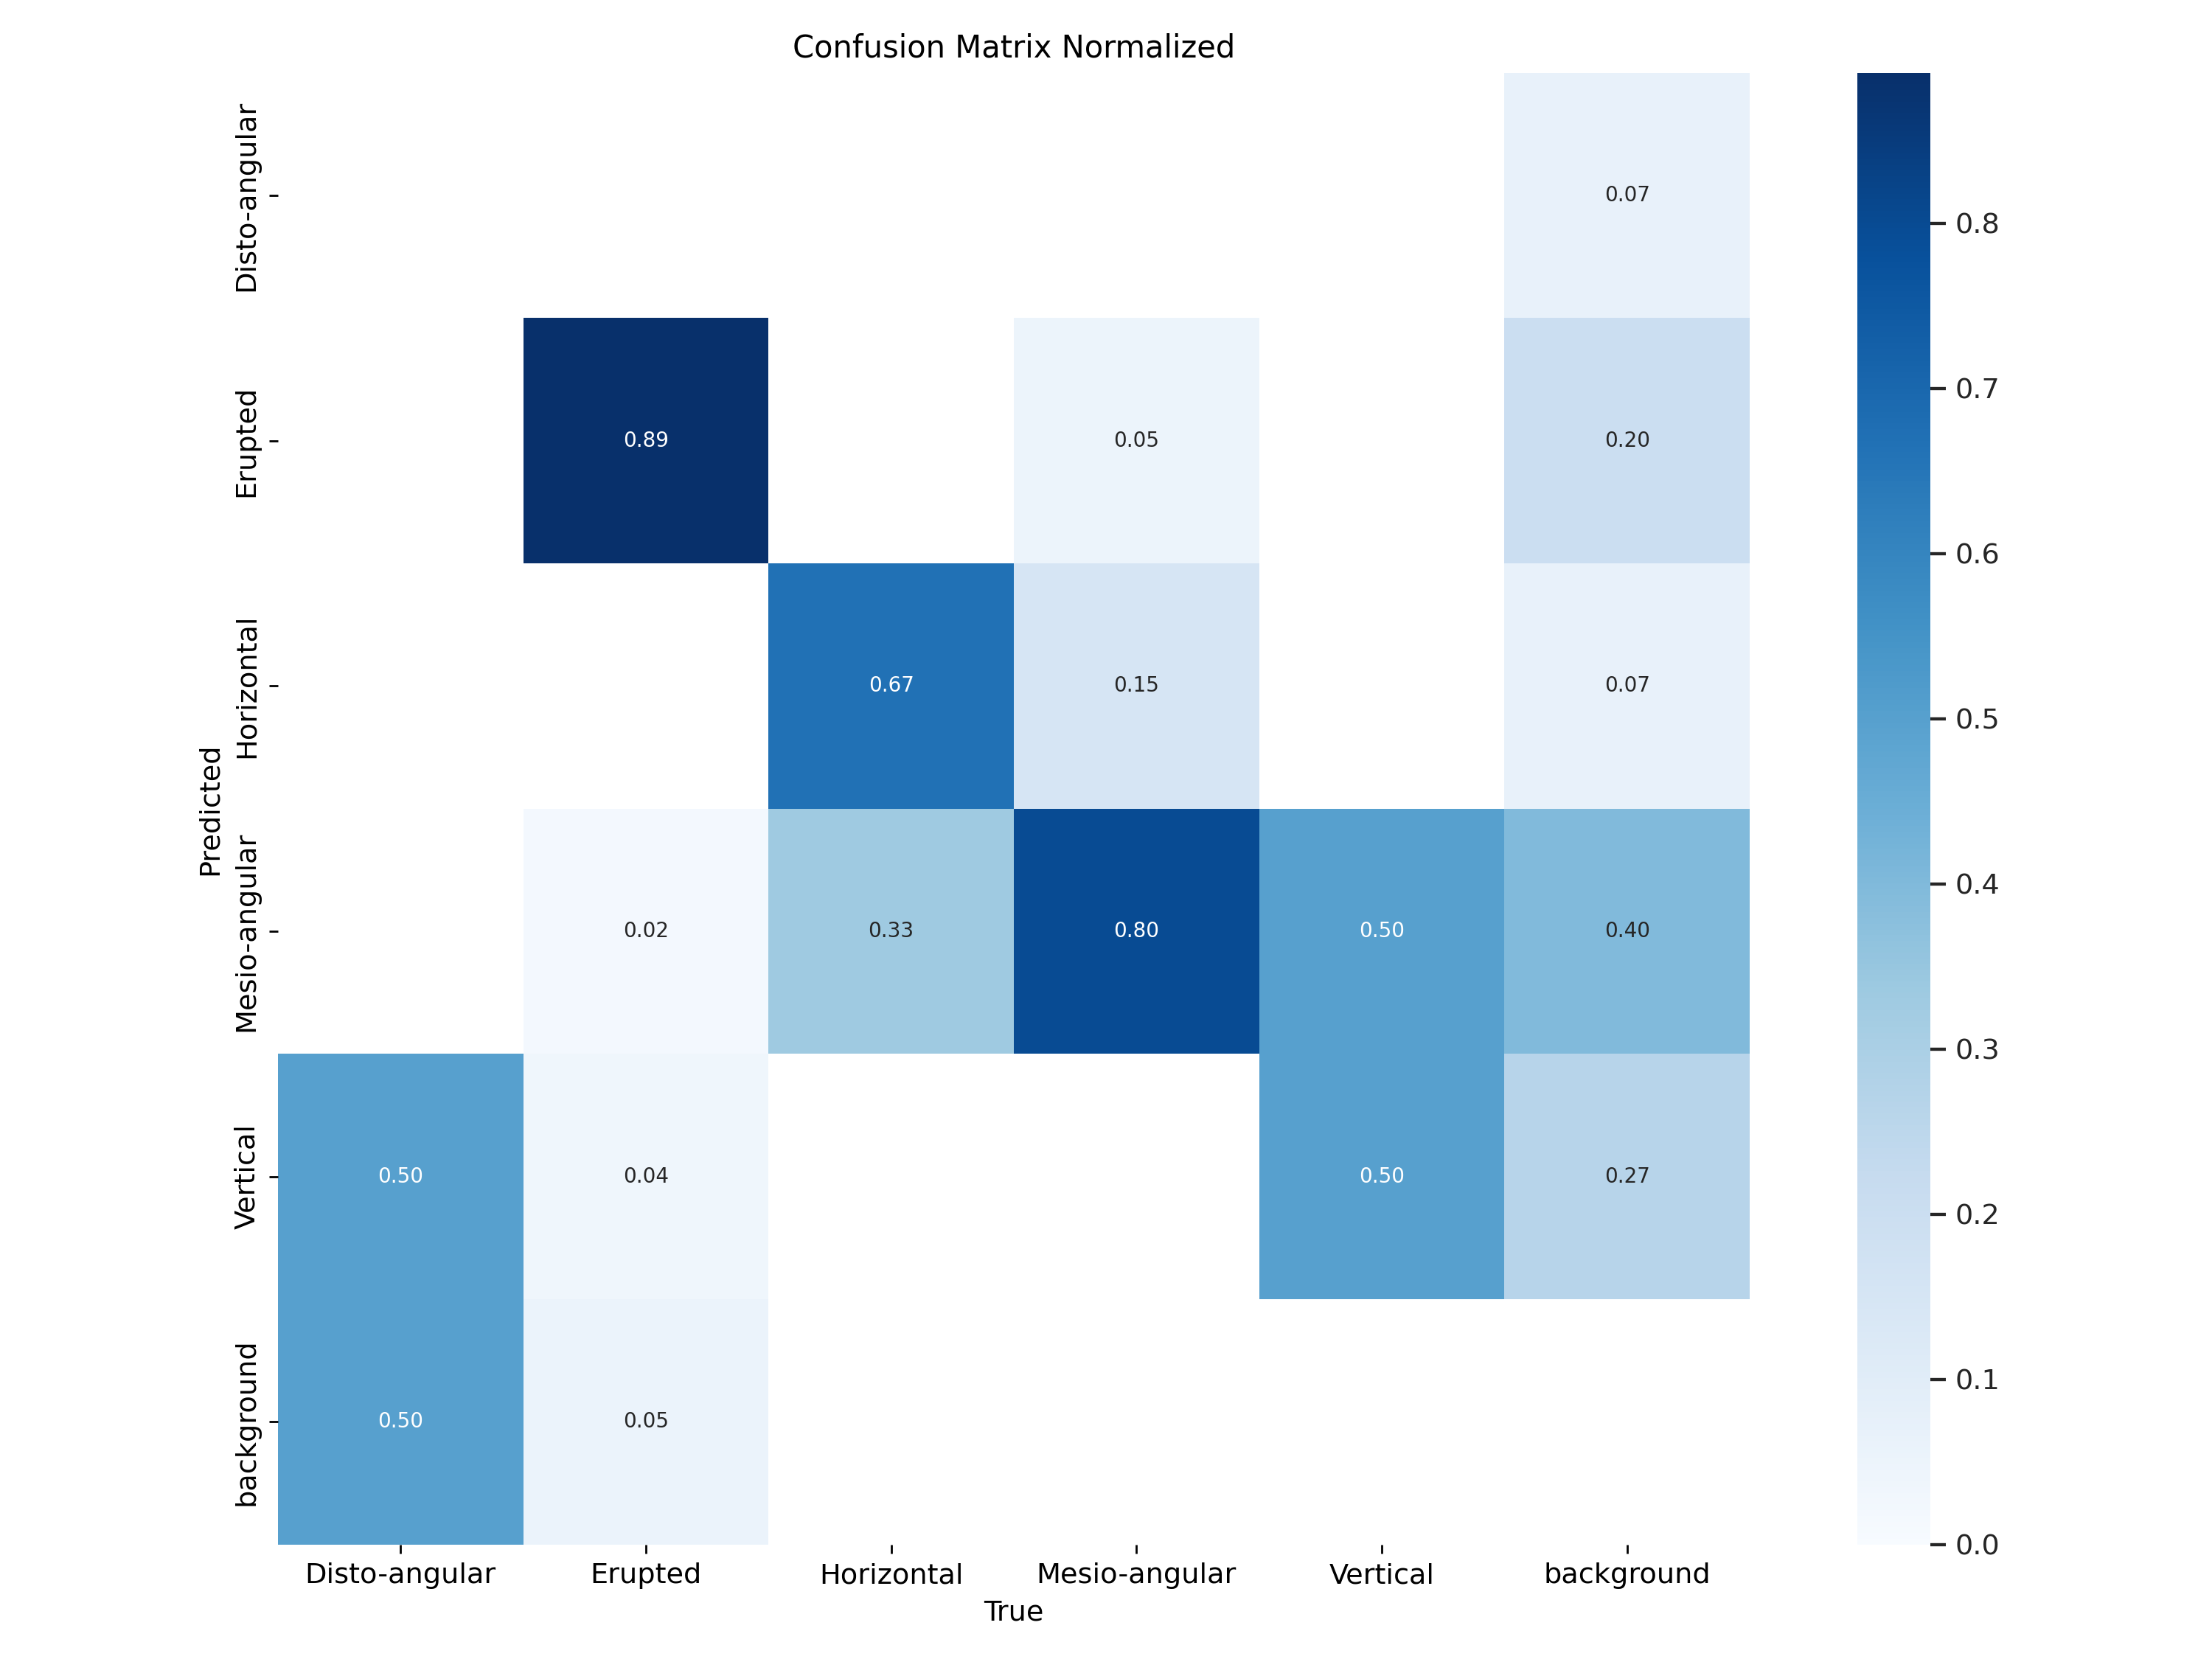 Confusion Matrix Normalized
Disto-angular
0.07
0.8
0.7
Erupted
0.89
0.05
0.20
0.6
Horizontal
0.67
0.15
0.07
0.5
Predicted
Mesio-angular
0.02
0.33
0.80
0.50
0.40
0.4
0.3
Vertical
0.50
0.04
0.50
0.27
0.2
background
0.50
0.05
0.1
0.0
Disto-angular Erupted Horizontal Mesio-angular Vertical background
True